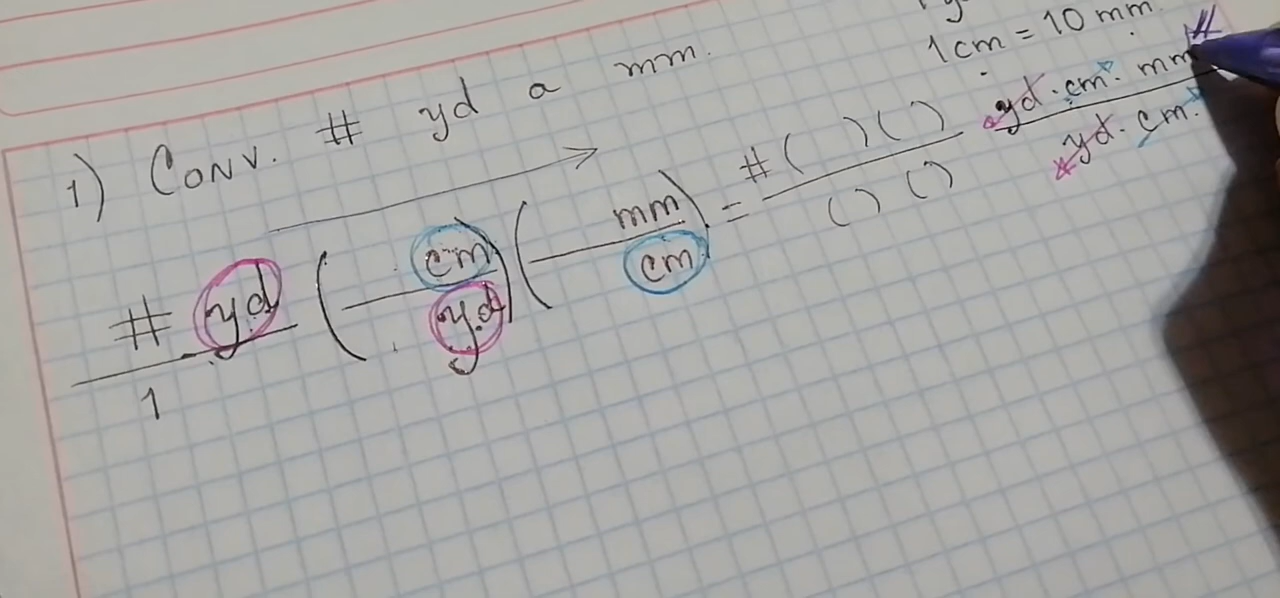 1 cm = 10 mm.
1) Conv. # yd a mm.
# yd / 1 ( cm / yd ) ( mm / cm ) = # ( ) ( ) / ( ) ( ) yd · cm · mm / yd · cm